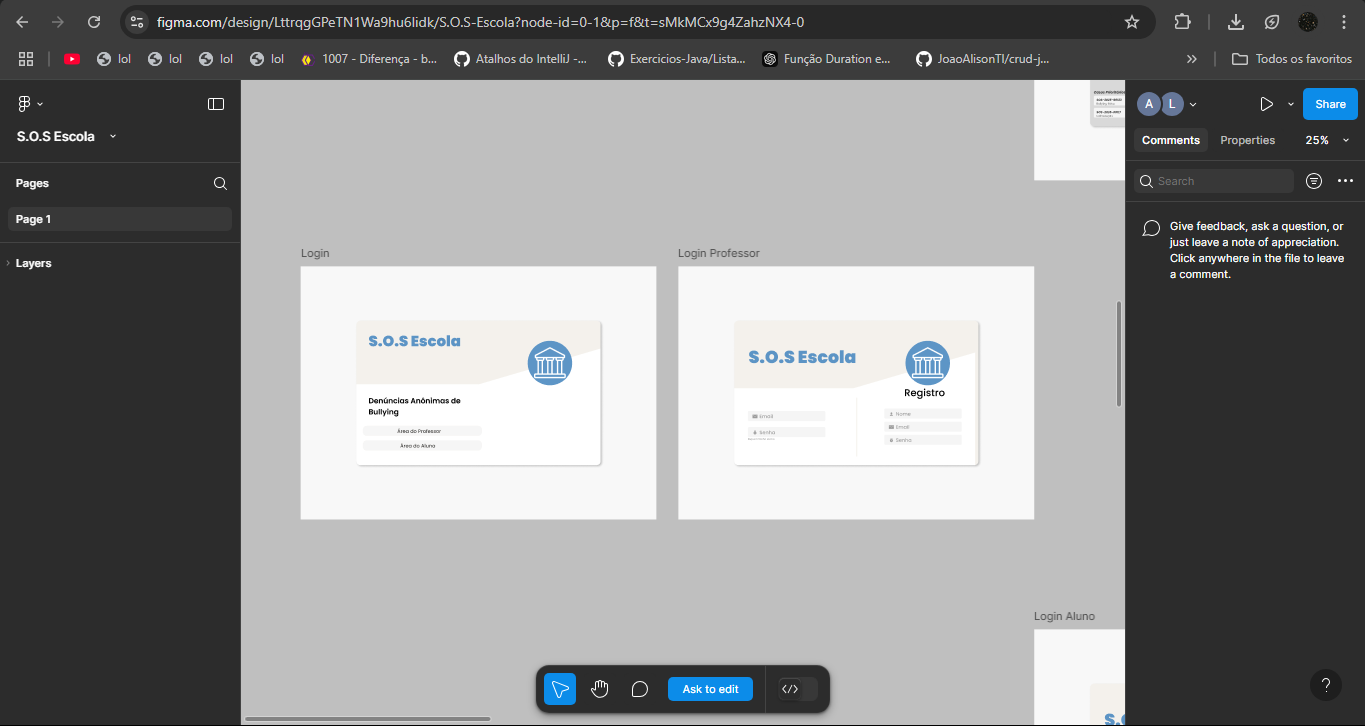 figma.com/design/LttrqgGPeTN1Wa9hu6Iidk/S.O.S-Escola?node-id=0-1&p=f&t=sMkMCx9g4ZahzNX4-0
lol
lol
lol
lol
1007 - Diferença - b...
Atalhos do IntelliJ -...
Exercicios-Java/Lista...
Função Duration e...
JoaoAlisonTI/crud-j...
Todos os favoritos
S.O.S Escola
Pages
Page 1
Layers
Login
S.O.S Escola
Denúncias Anônimas de
Bullying
Área do Professor
Área do Aluno
Login Professor
S.O.S Escola
Registro
Email
Senha
Nome
Email
Senha
Login Aluno
S.O
Ask to edit
A
L
Share
Comments
Properties
25%
Search
Give feedback, ask a question, or
just leave a note of appreciation.
Click anywhere in the file to leave
a comment.
?